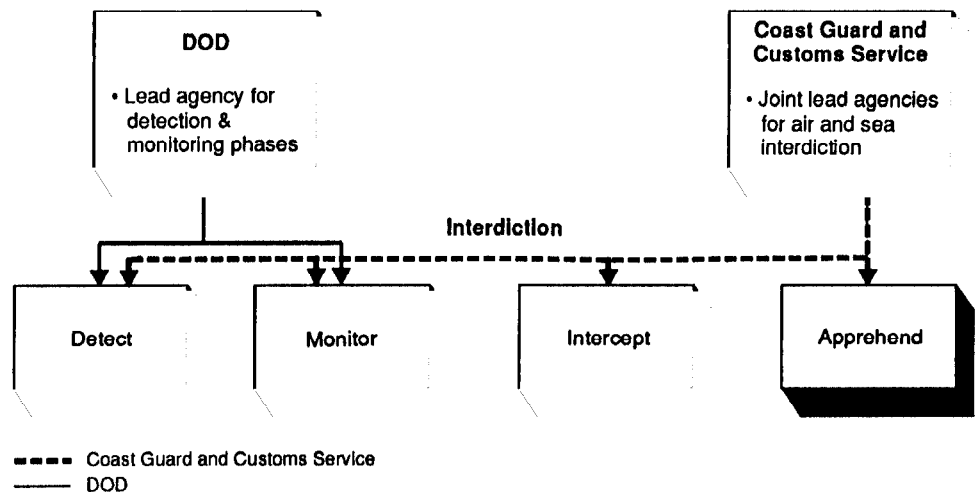 DOD
• Lead agency for
detection &
monitoring phases
Coast Guard and
Customs Service
• Joint lead agencies
for air and sea
interdiction
Interdiction
Detect
Monitor
Intercept
Apprehend
Coast Guard and Customs Service
DOD